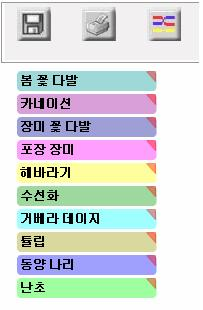 봄 꽃 다발
카네이션
장미 꽃 다발
포장 장미
해바라기
수선화
거베라 데이지
튤립
동양 나리
난초